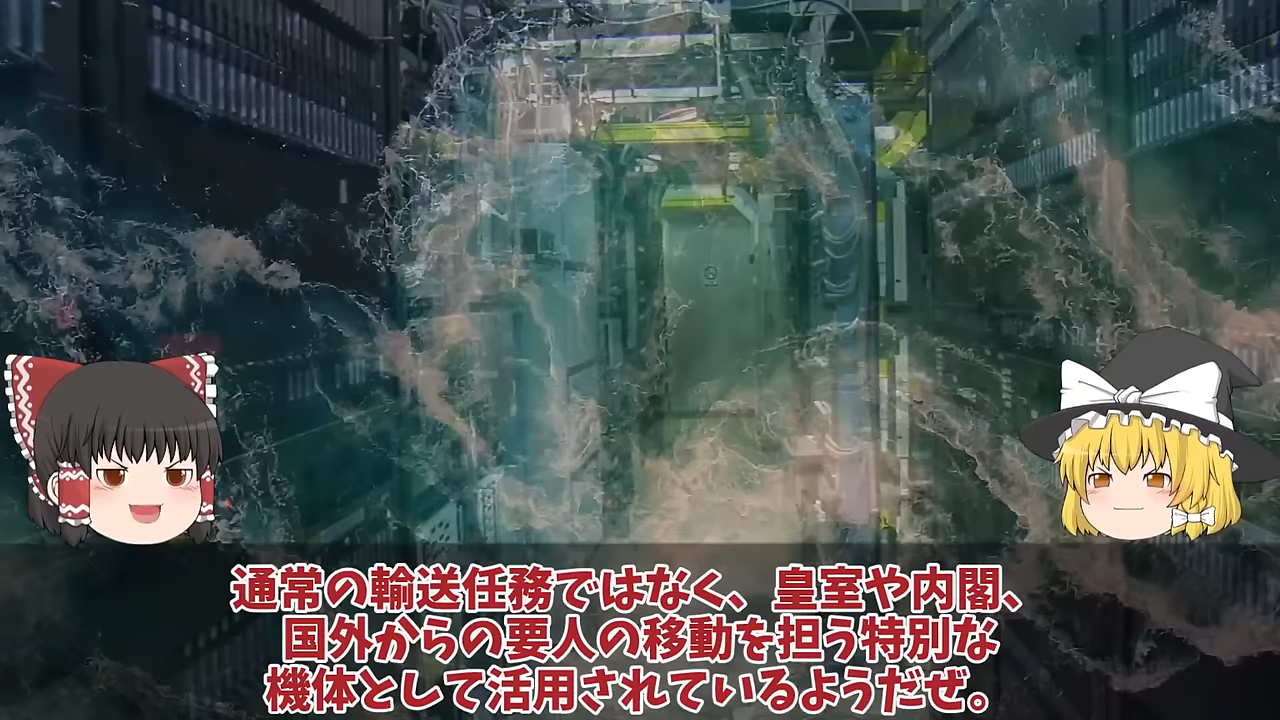 通常の輸送任務ではなく、皇室や内閣、
国外からの要人の移動を担う特別な
機体として活用されているようだぜ。